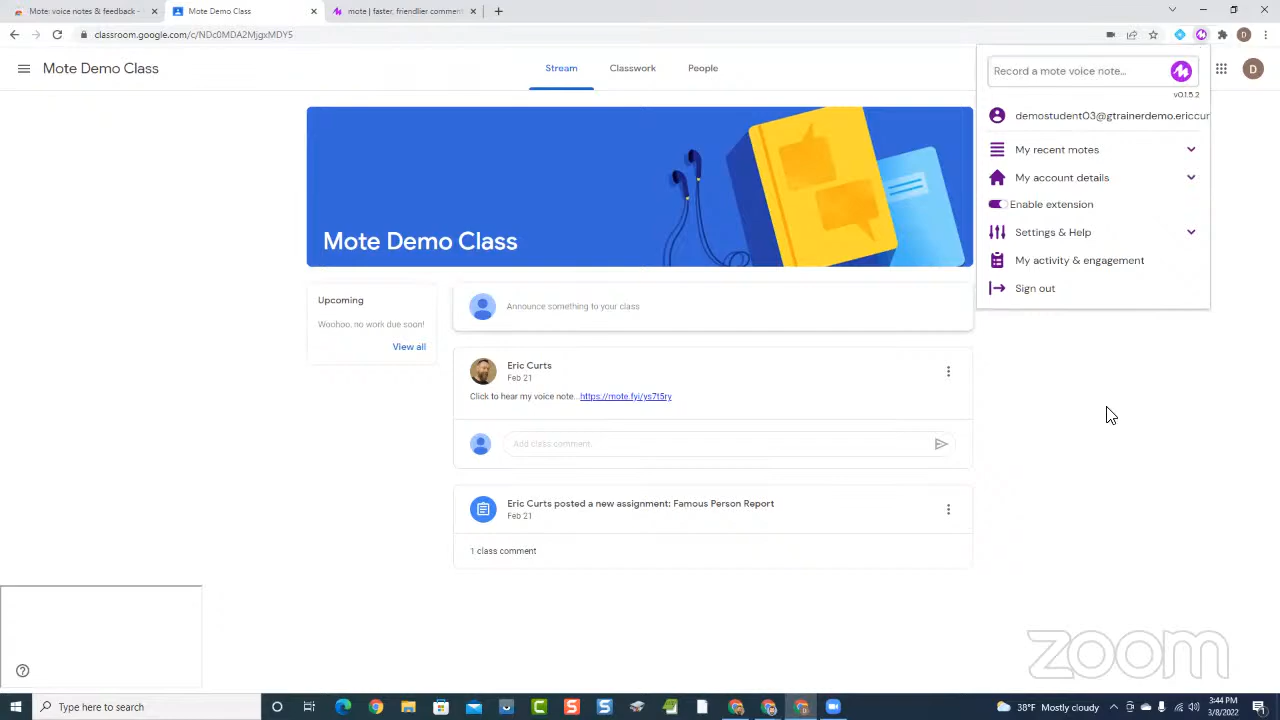 Mote: voice notes & feedback -
Mote Demo Class
mote | faster, friendlier comment
classroom.google.com/c/NDc0MDA2MjgxMDY5
D
Mote Demo Class
Stream
Classwork
People
D
Record a mote voice note...
v0.1.5.2
demostudent03@gtrainerdemo.ericcur
My recent motes
My account details
Enable extension
Settings & Help
My activity & engagement
Sign out
Mote Demo Class
Upcoming
Woohoo, no work due soon!
View all
Announce something to your class
Eric Curts
Feb 21
Click to hear my voice note...https://mote.fyi/ys7t5ry
Add class comment.
Eric Curts posted a new assignment: Famous Person Report
Feb 21
1 class comment
zoom
Type here to search
38°F Mostly cloudy
3:44 PM
3/8/2022